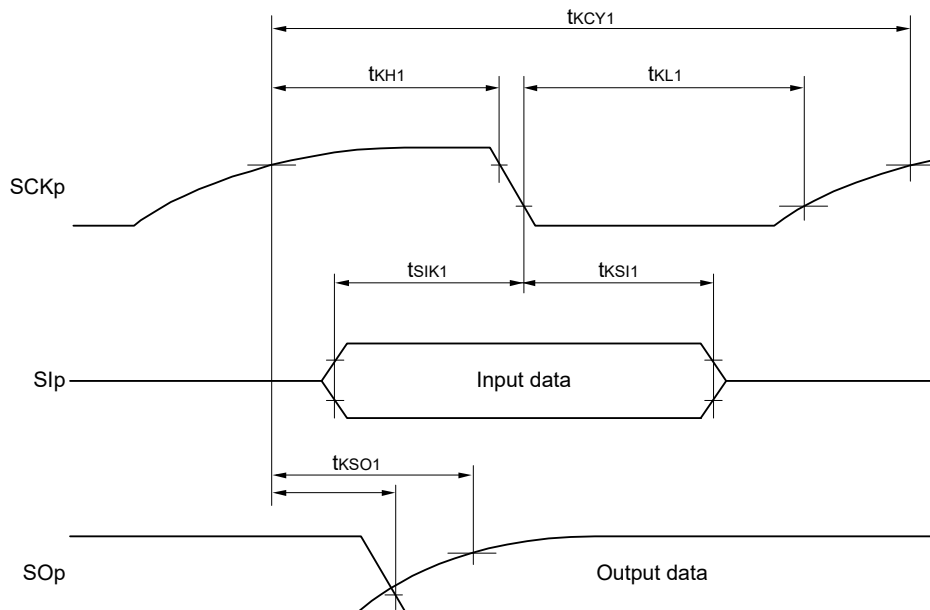 tKCY1
tKH1
tKL1
SCKp
tSIK1
tKSI1
SIp
Input data
tKSO1
SOp
Output data